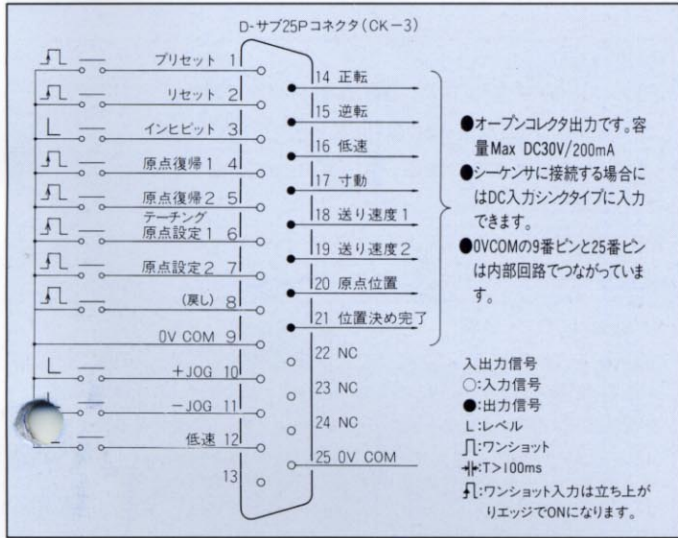 D-サブ25Pコネクタ(CK-3)
プリセット 1
リセット 2
インヒビット 3
原点復帰1 4
原点復帰2 5
テーチング
原点設定1 6
原点設定2 7
(戻し) 8
0V COM 9
+JOG 10
-JOG 11
低速 12
13
14 正転
15 逆転
16 低速
17 寸動
18 送り速度1
19 送り速度2
20 原点位置
21 位置決め完了
22 NC
23 NC
24 NC
25 0V COM
●オープンコレクタ出力です。容
量Max DC30V/200mA
●シーケンサに接続する場合に
はDC入力シンクタイプに入力
できます。
●0VCOMの9番ピンと25番ピン
は内部回路でつながっていま
す。
入出力信号
○:入力信号
●:出力信号
L:レベル
:ワンショット
:T>100ms
:ワンショット入力は立ち上が
りエッジでONになります。